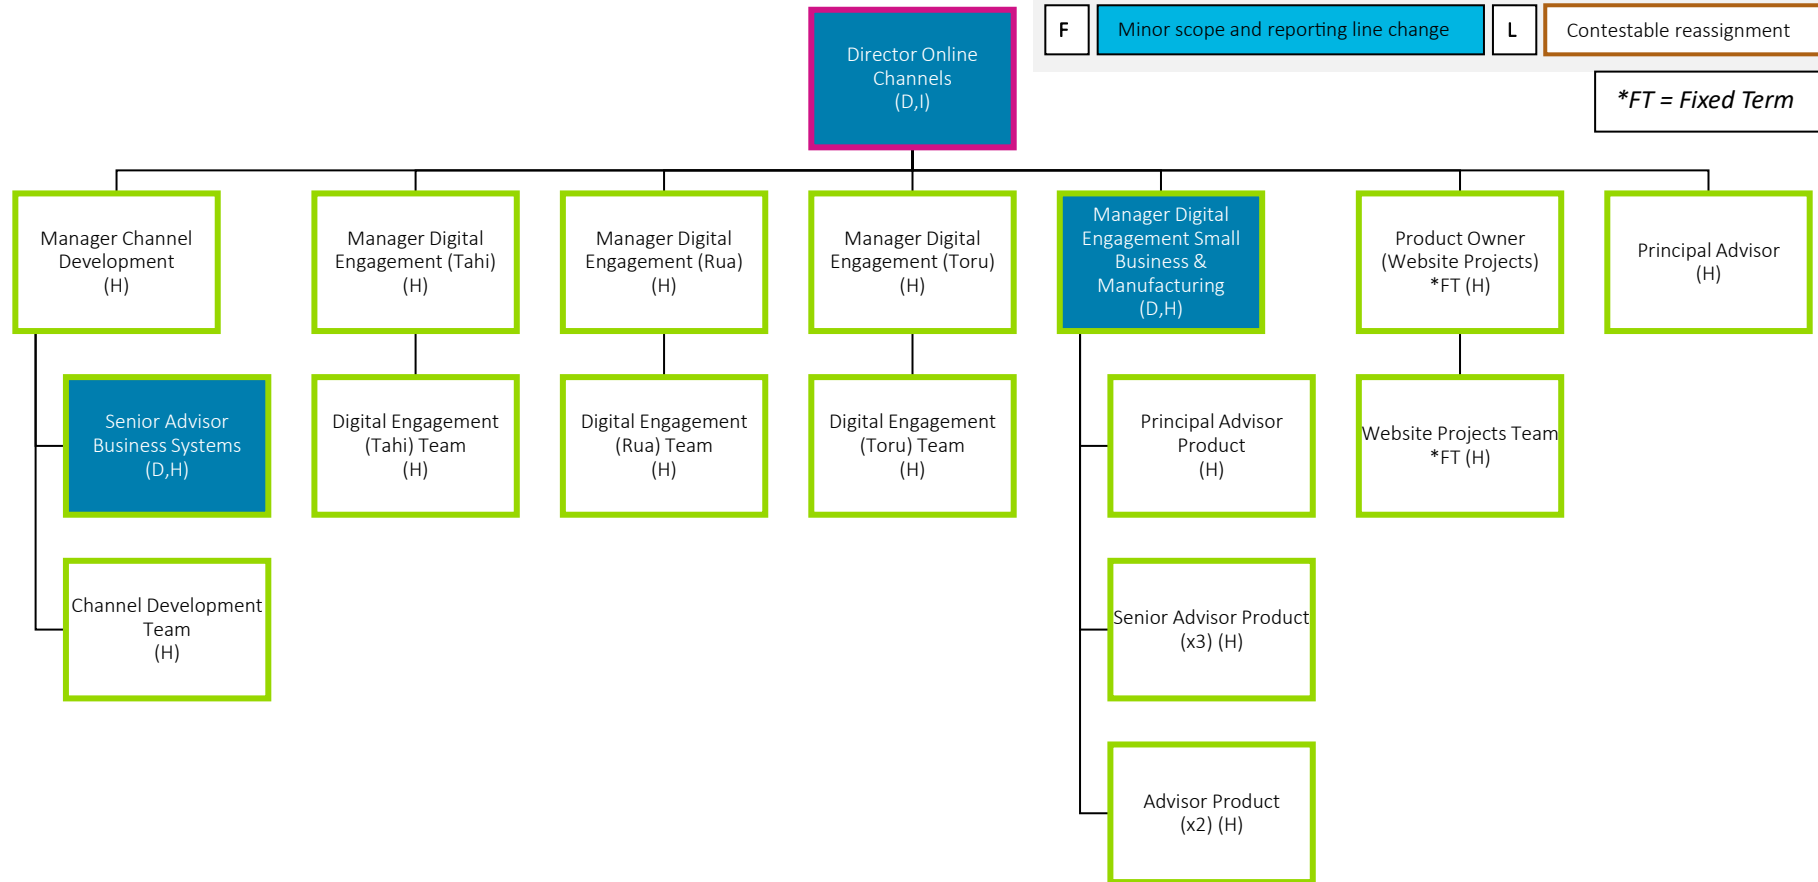 Director Online
Channels
(D,I)
F
Minor scope and reporting line change
L
Contestable reassignment
*FT = Fixed Term
Manager Channel
Development
(H)
Manager Digital
Engagement (Tahi)
(H)
Manager Digital
Engagement (Rua)
(H)
Manager Digital
Engagement (Toru)
(H)
Manager Digital
Engagement Small
Business &
Manufacturing
(D,H)
Product Owner
(Website Projects)
*FT (H)
Principal Advisor
(H)
Senior Advisor
Business Systems
(D,H)
Digital Engagement
(Tahi) Team
(H)
Digital Engagement
(Rua) Team
(H)
Digital Engagement
(Toru) Team
(H)
Principal Advisor
Product
(H)
Website Projects Team
*FT (H)
Channel Development
Team
(H)
Senior Advisor Product
(x3) (H)
Advisor Product
(x2) (H)